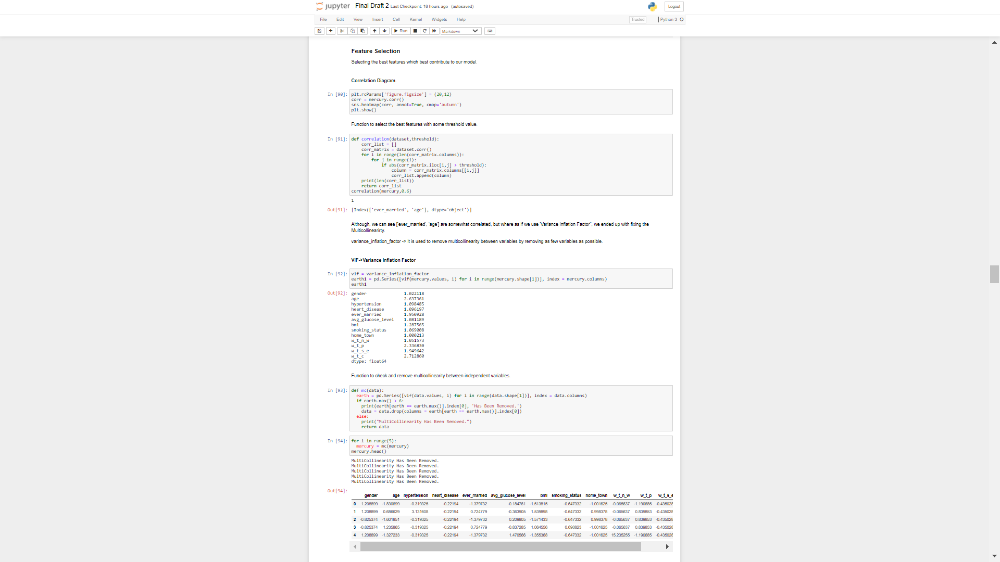 jupyter Final Draft 2 Last Checkpoint: 18 hours ago (autosaved)
Logout
File Edit View Insert Cell Kernel Widgets Help
Trusted
Python 3
Run
Markdown
Feature Selection
Selecting the best features which best contribute to our model.
Correlation Diagram.
In [90]: plt.rcParams['figure.figsize'] = (20,12)
corr = mercury.corr()
sns.heatmap(corr, annot=True, cmap='autumn')
plt.show()
Function to select the best features with some threshold value.
In [91]: def correlation(dataset,threshold):
corr_list = []
corr_matrix = dataset.corr()
for i in range(len(corr_matrix.columns)):
for j in range(i):
if abs(corr_matrix.iloc[i,j] > threshold):
column = corr_matrix.columns[[i,j]]
corr_list.append(column)
print(len(corr_list))
return corr_list
correlation(mercury,0.6)
1
Out[91]: [Index(['ever_married', 'age'], dtype='object')]
Although, we can see ['ever_married', 'age'] are somewhat correlated, but where as if we use 'Variance Inflation Factor", we ended up with fixing the
Multicollinearirty.
variance_inflation_factor -> it is used to remove multicollinearity between variables by removing as few variables as possible.
VIF->Variance Inflation Factor
In [92]: vif = variance_inflation_factor
earth1 = pd.Series([vif(mercury.values, i) for i in range(mercury.shape[1])], index = mercury.columns)
earth1
Out[92]: gender 1.022118
age 2.637361
hypertension 1.098485
heart_disease 1.096197
ever_married 1.950928
avg_glucose_level 1.081189
bmi 1.287565
smoking_status 1.069008
home_town 1.000213
w_t_n_w 1.051573
w_t_p 2.336830
w_t_s_e 1.949642
w_t_c 2.712860
dtype: float64
Function to check and remove multicollinearity between independent variables.
In [93]: def mc(data):
earth = pd.Series([vif(data.values, i) for i in range(data.shape[1])], index = data.columns)
if earth.max() > 6:
print(earth[earth == earth.max()].index[0], 'Has Been Removed.')
data = data.drop(columns = earth[earth == earth.max()].index[0])
else:
print("MultiCollinearity Has Been Removed.")
return data
In [94]: for i in range(5):
mercury = mc(mercury)
mercury.head()
MultiCollinearity Has Been Removed.
MultiCollinearity Has Been Removed.
MultiCollinearity Has Been Removed.
MultiCollinearity Has Been Removed.
MultiCollinearity Has Been Removed.
Out[94]:
gender age hypertension heart_disease ever_married avg_glucose_level bmi smoking_status home_town w_t_n_w w_t_p w_t_s_e
0 1.208899 -1.830699 -0.319325 -0.22194 -1.379732 -0.184761 -1.513815 -0.647332 -1.001625 -0.065637 -1.190685 -0.435028
1 1.208899 0.686629 3.131608 -0.22194 0.724779 -0.363905 1.539898 -0.647332 0.998378 -0.065637 0.839853 -0.435028
2 -0.825374 -1.601851 -0.319325 -0.22194 -1.379732 0.209805 -1.571433 -0.647332 0.998378 -0.065637 0.839853 -0.435028
3 -0.825374 1.235865 -0.319325 -0.22194 0.724779 -0.837285 1.064556 0.690823 -1.001625 -0.065637 0.839853 -0.435028
4 1.208899 -1.327233 -0.319325 -0.22194 -1.379732 1.470566 -1.355368 -0.647332 -1.001625 15.235255 -1.190685 -0.435028